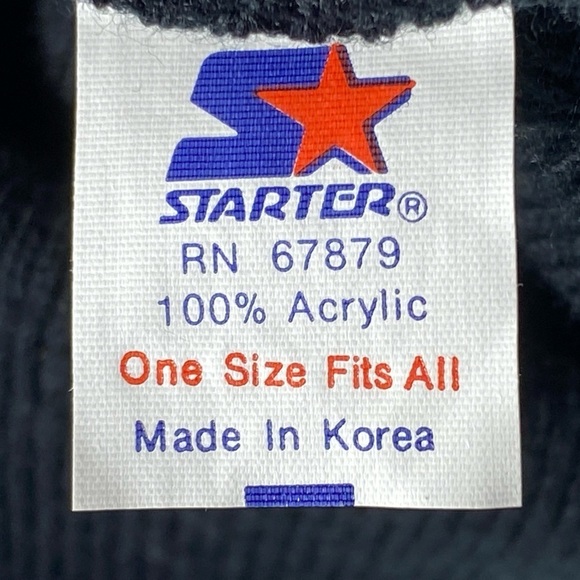 STARTER®
RN 67879
100% Acrylic
One Size Fits All
Made In Korea